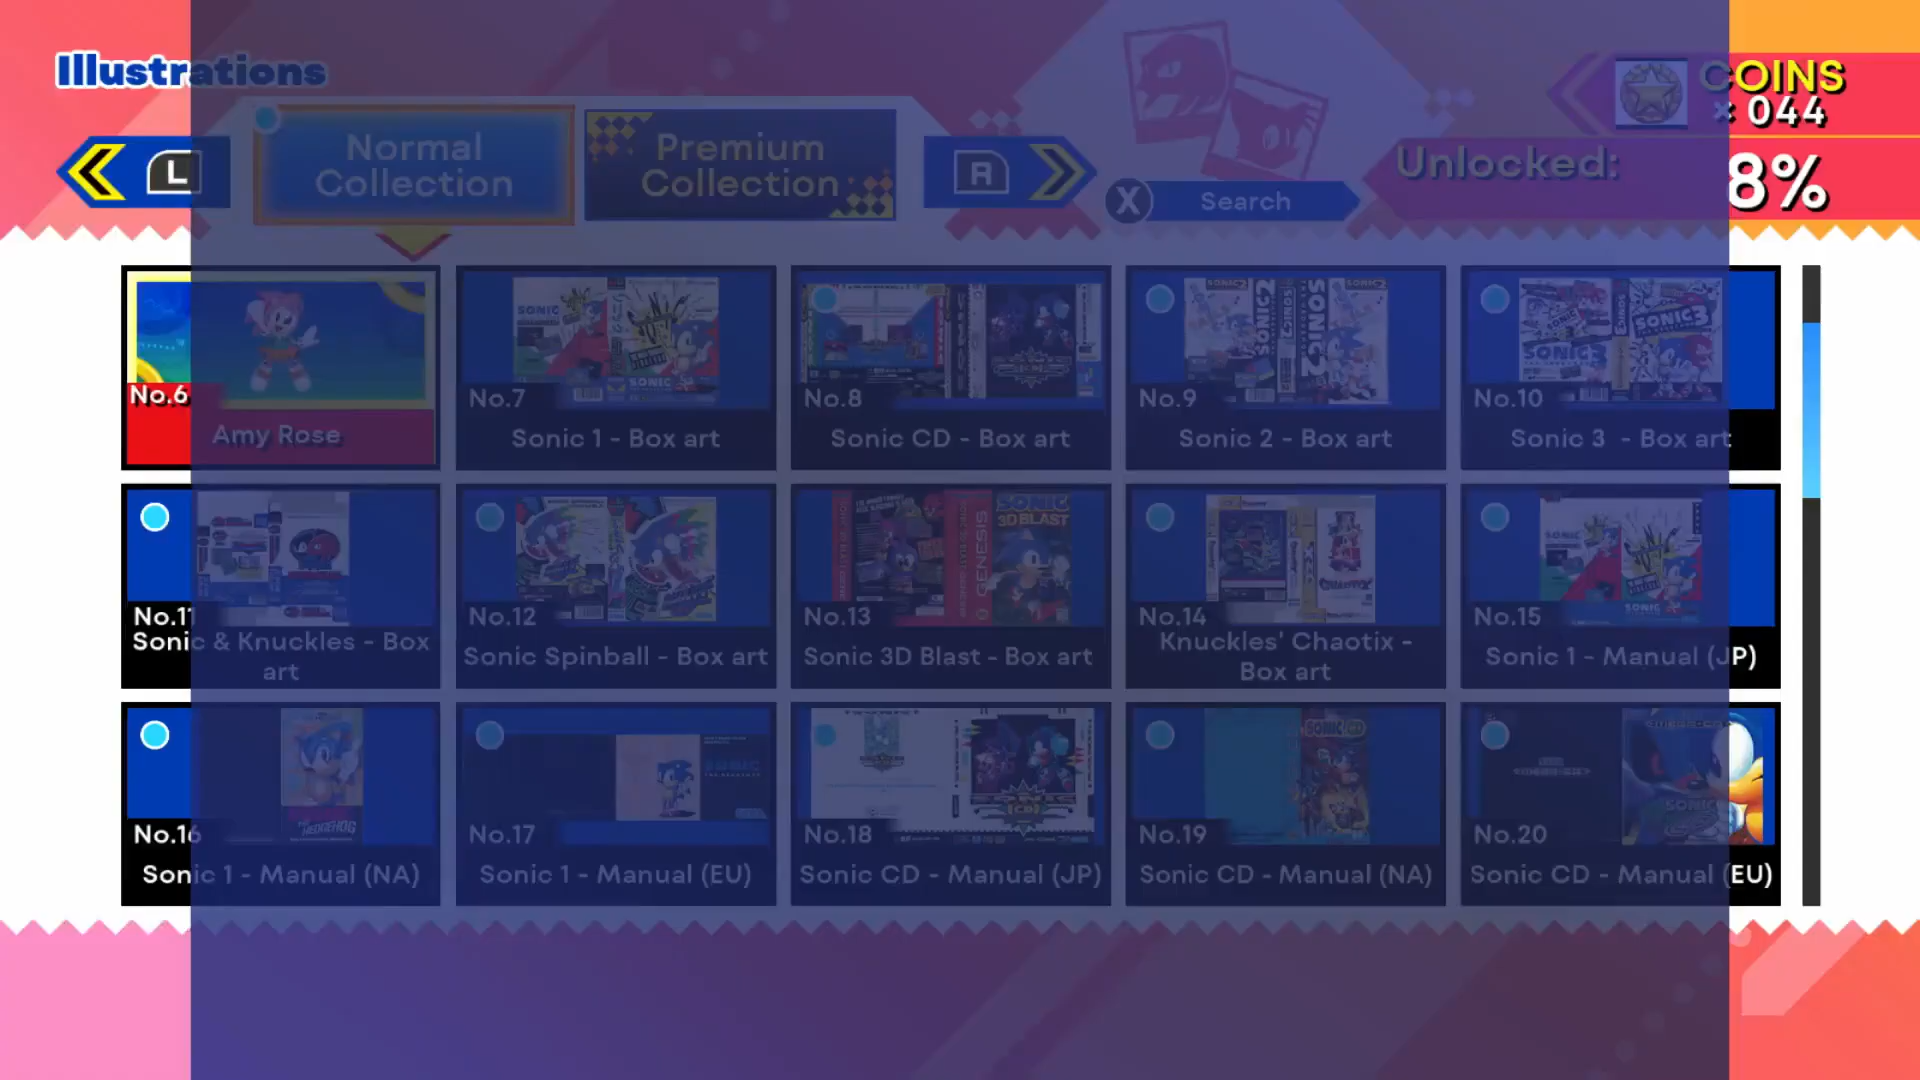 Illustrations
COINS
× 044
L
Normal
Collection
Premium
Collection
R
X
Search
Unlocked:
8%
No.6
Amy Rose
No.7
Sonic 1 - Box art
No.8
Sonic CD - Box art
No.9
Sonic 2 - Box art
No.10
Sonic 3 - Box art
No.11
Sonic & Knuckles - Box
art
No.12
Sonic Spinball - Box art
No.13
Sonic 3D Blast - Box art
No.14
Knuckles' Chaotix -
Box art
No.15
Sonic 1 - Manual (JP)
No.16
Sonic 1 - Manual (NA)
No.17
Sonic 1 - Manual (EU)
No.18
Sonic CD - Manual (JP)
No.19
Sonic CD - Manual (NA)
No.20
Sonic CD - Manual (EU)